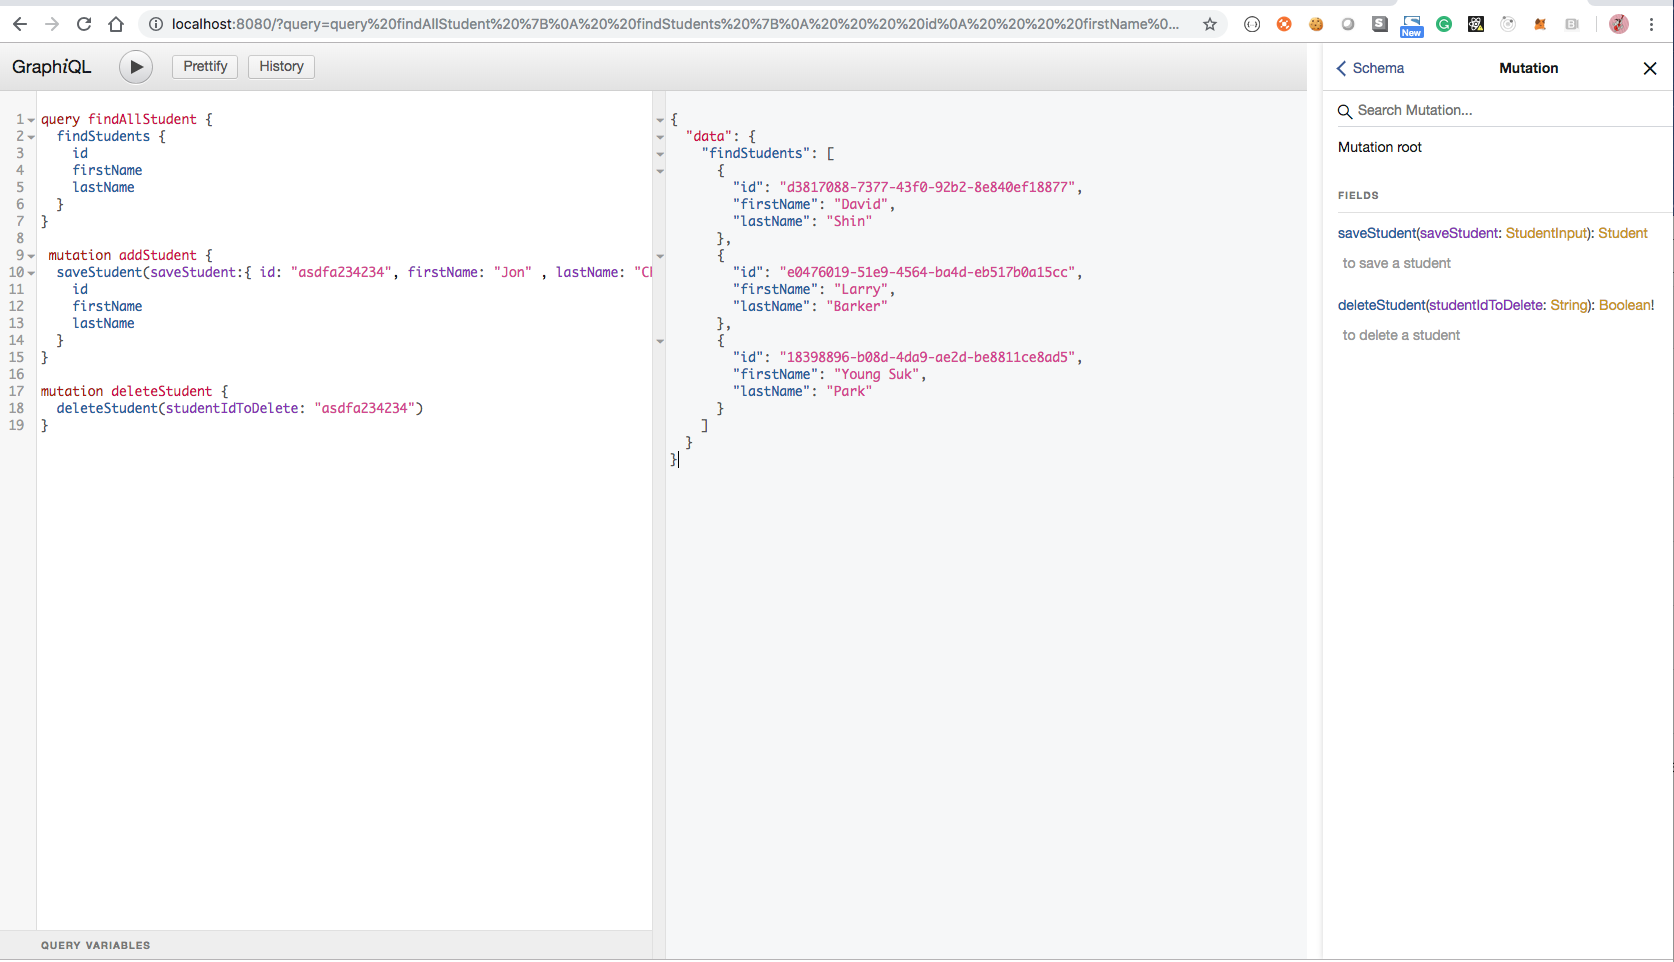 localhost:8080/?query=query%20findAllStudent%20%7B%0A%20%20findStudents%20%7B%0A%20%20%20%20id%0A%20%20%20%20firstName%0...
New
GraphiQL
Prettify
History
1 query findAllStudent {
2 findStudents {
3 id
4 firstName
5 lastName
6 }
7 }
8
9 mutation addStudent {
10 saveStudent(saveStudent:{ id: "asdfa234234", firstName: "Jon" , lastName:
11 id
12 firstName
13 lastName
14 }
15 }
16
17 mutation deleteStudent {
18 deleteStudent(studentIdToDelete: "asdfa234234")
19 }
QUERY VARIABLES
{
"data": {
"findStudents": [
{
"id": "d3817088-7377-43f0-92b2-8e840ef18877",
"firstName": "David",
"lastName": "Shin"
},
{
"id": "e0476019-51e9-4564-ba4d-eb517b0a15cc",
"firstName": "Larry",
"lastName": "Barker"
},
{
"id": "18398896-b08d-4da9-ae2d-be8811ce8ad5",
"firstName": "Young Suk",
"lastName": "Park"
}
]
}
}
Schema
Mutation
Search Mutation...
Mutation root
FIELDS
saveStudent(saveStudent: StudentInput): Student
to save a student
deleteStudent(studentIdToDelete: String): Boolean!
to delete a student